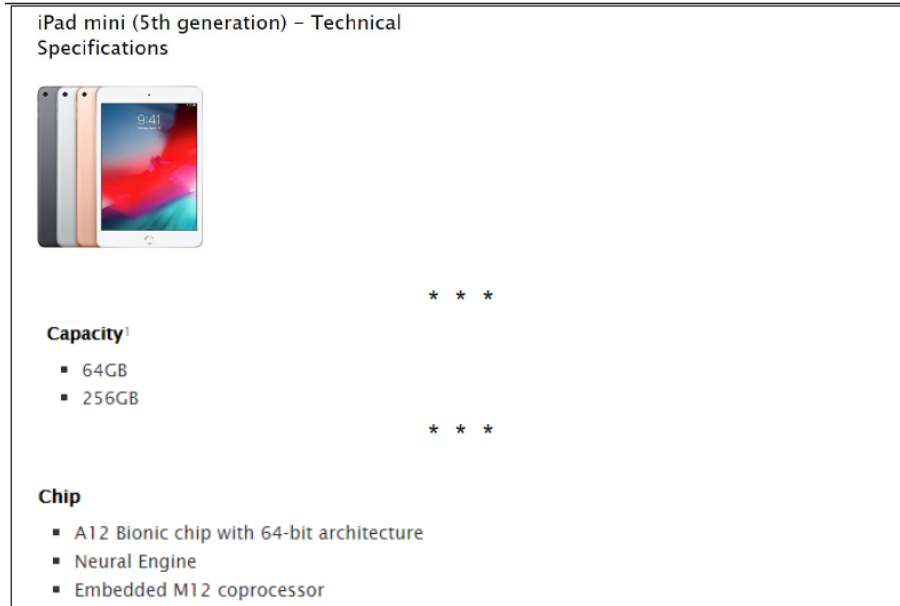 iPad mini (5th generation) – Technical
Specifications
9:41
* * *
Capacity1
▪ 64GB
▪ 256GB
* * *
Chip
▪ A12 Bionic chip with 64-bit architecture
▪ Neural Engine
▪ Embedded M12 coprocessor